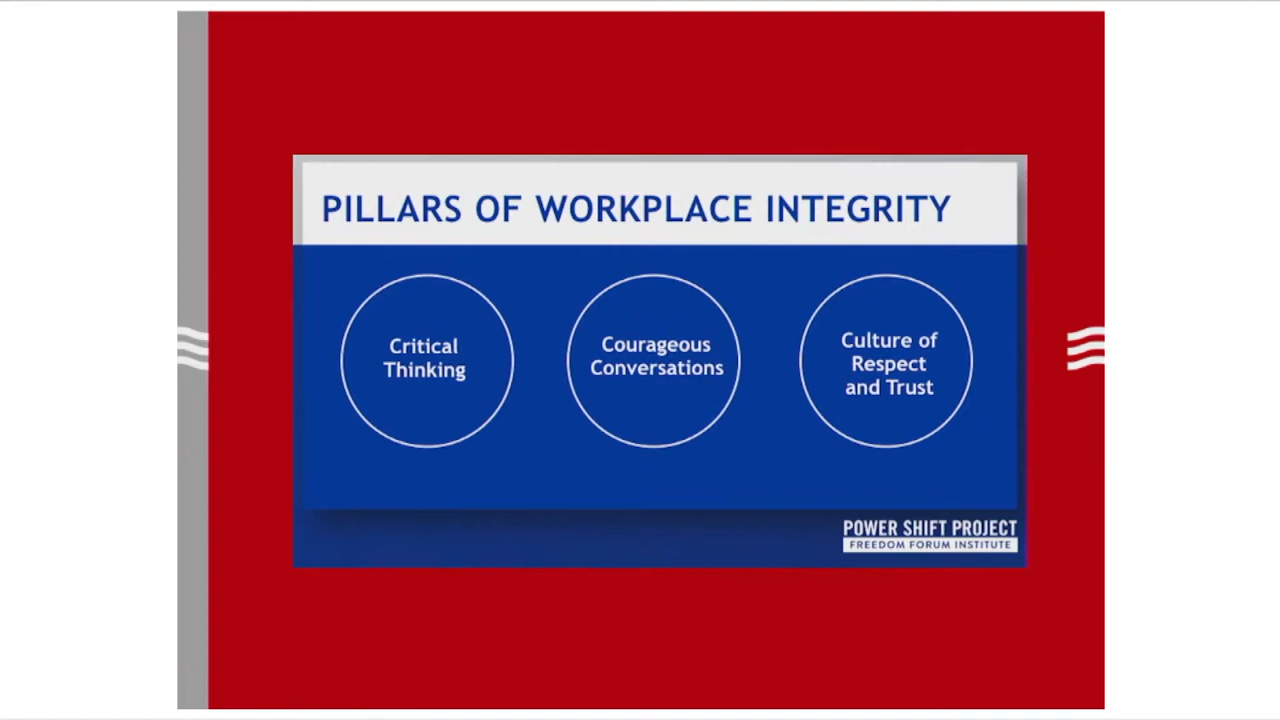 PILLARS OF WORKPLACE INTEGRITY
Critical
Thinking
Courageous
Conversations
Culture of
Respect
and Trust
POWER SHIFT PROJECT
FREEDOM FORUM INSTITUTE